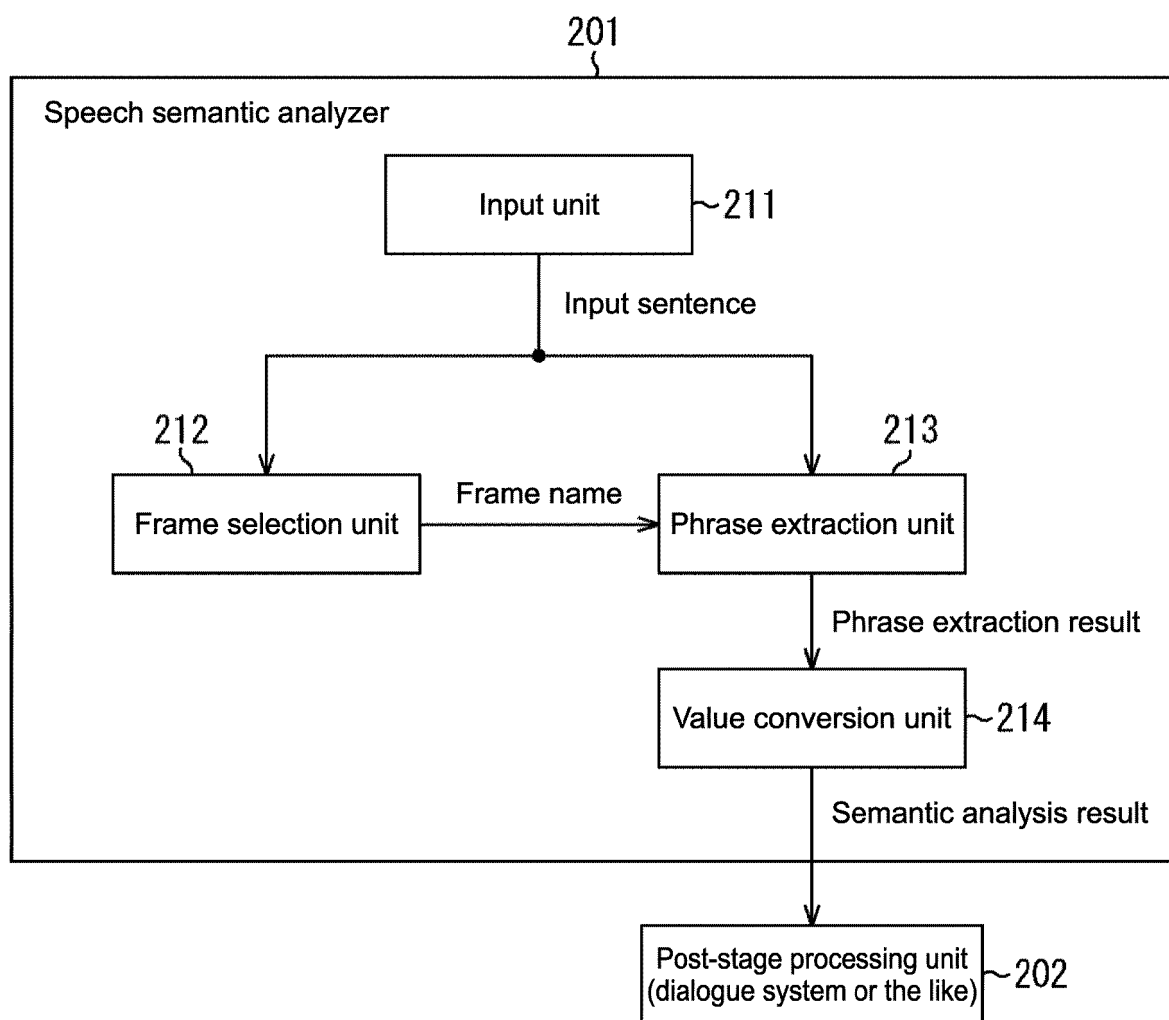 201
Speech semantic analyzer
Input unit
211
Input sentence
212
213
Frame selection unit
Frame name
Phrase extraction unit
Phrase extraction result
Value conversion unit
214
Semantic analysis result
Post-stage processing unit
(dialogue system or the like)
202